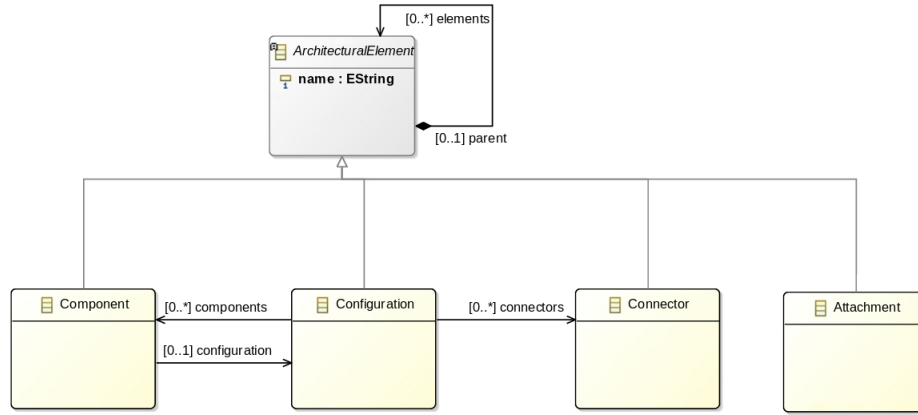 [0..*] elements
ArchitecturalElement
name : EString
[0..1] parent
Component
[0..*] components
Configuration
[0..*] connectors
Connector
Attachment
[0..1] configuration